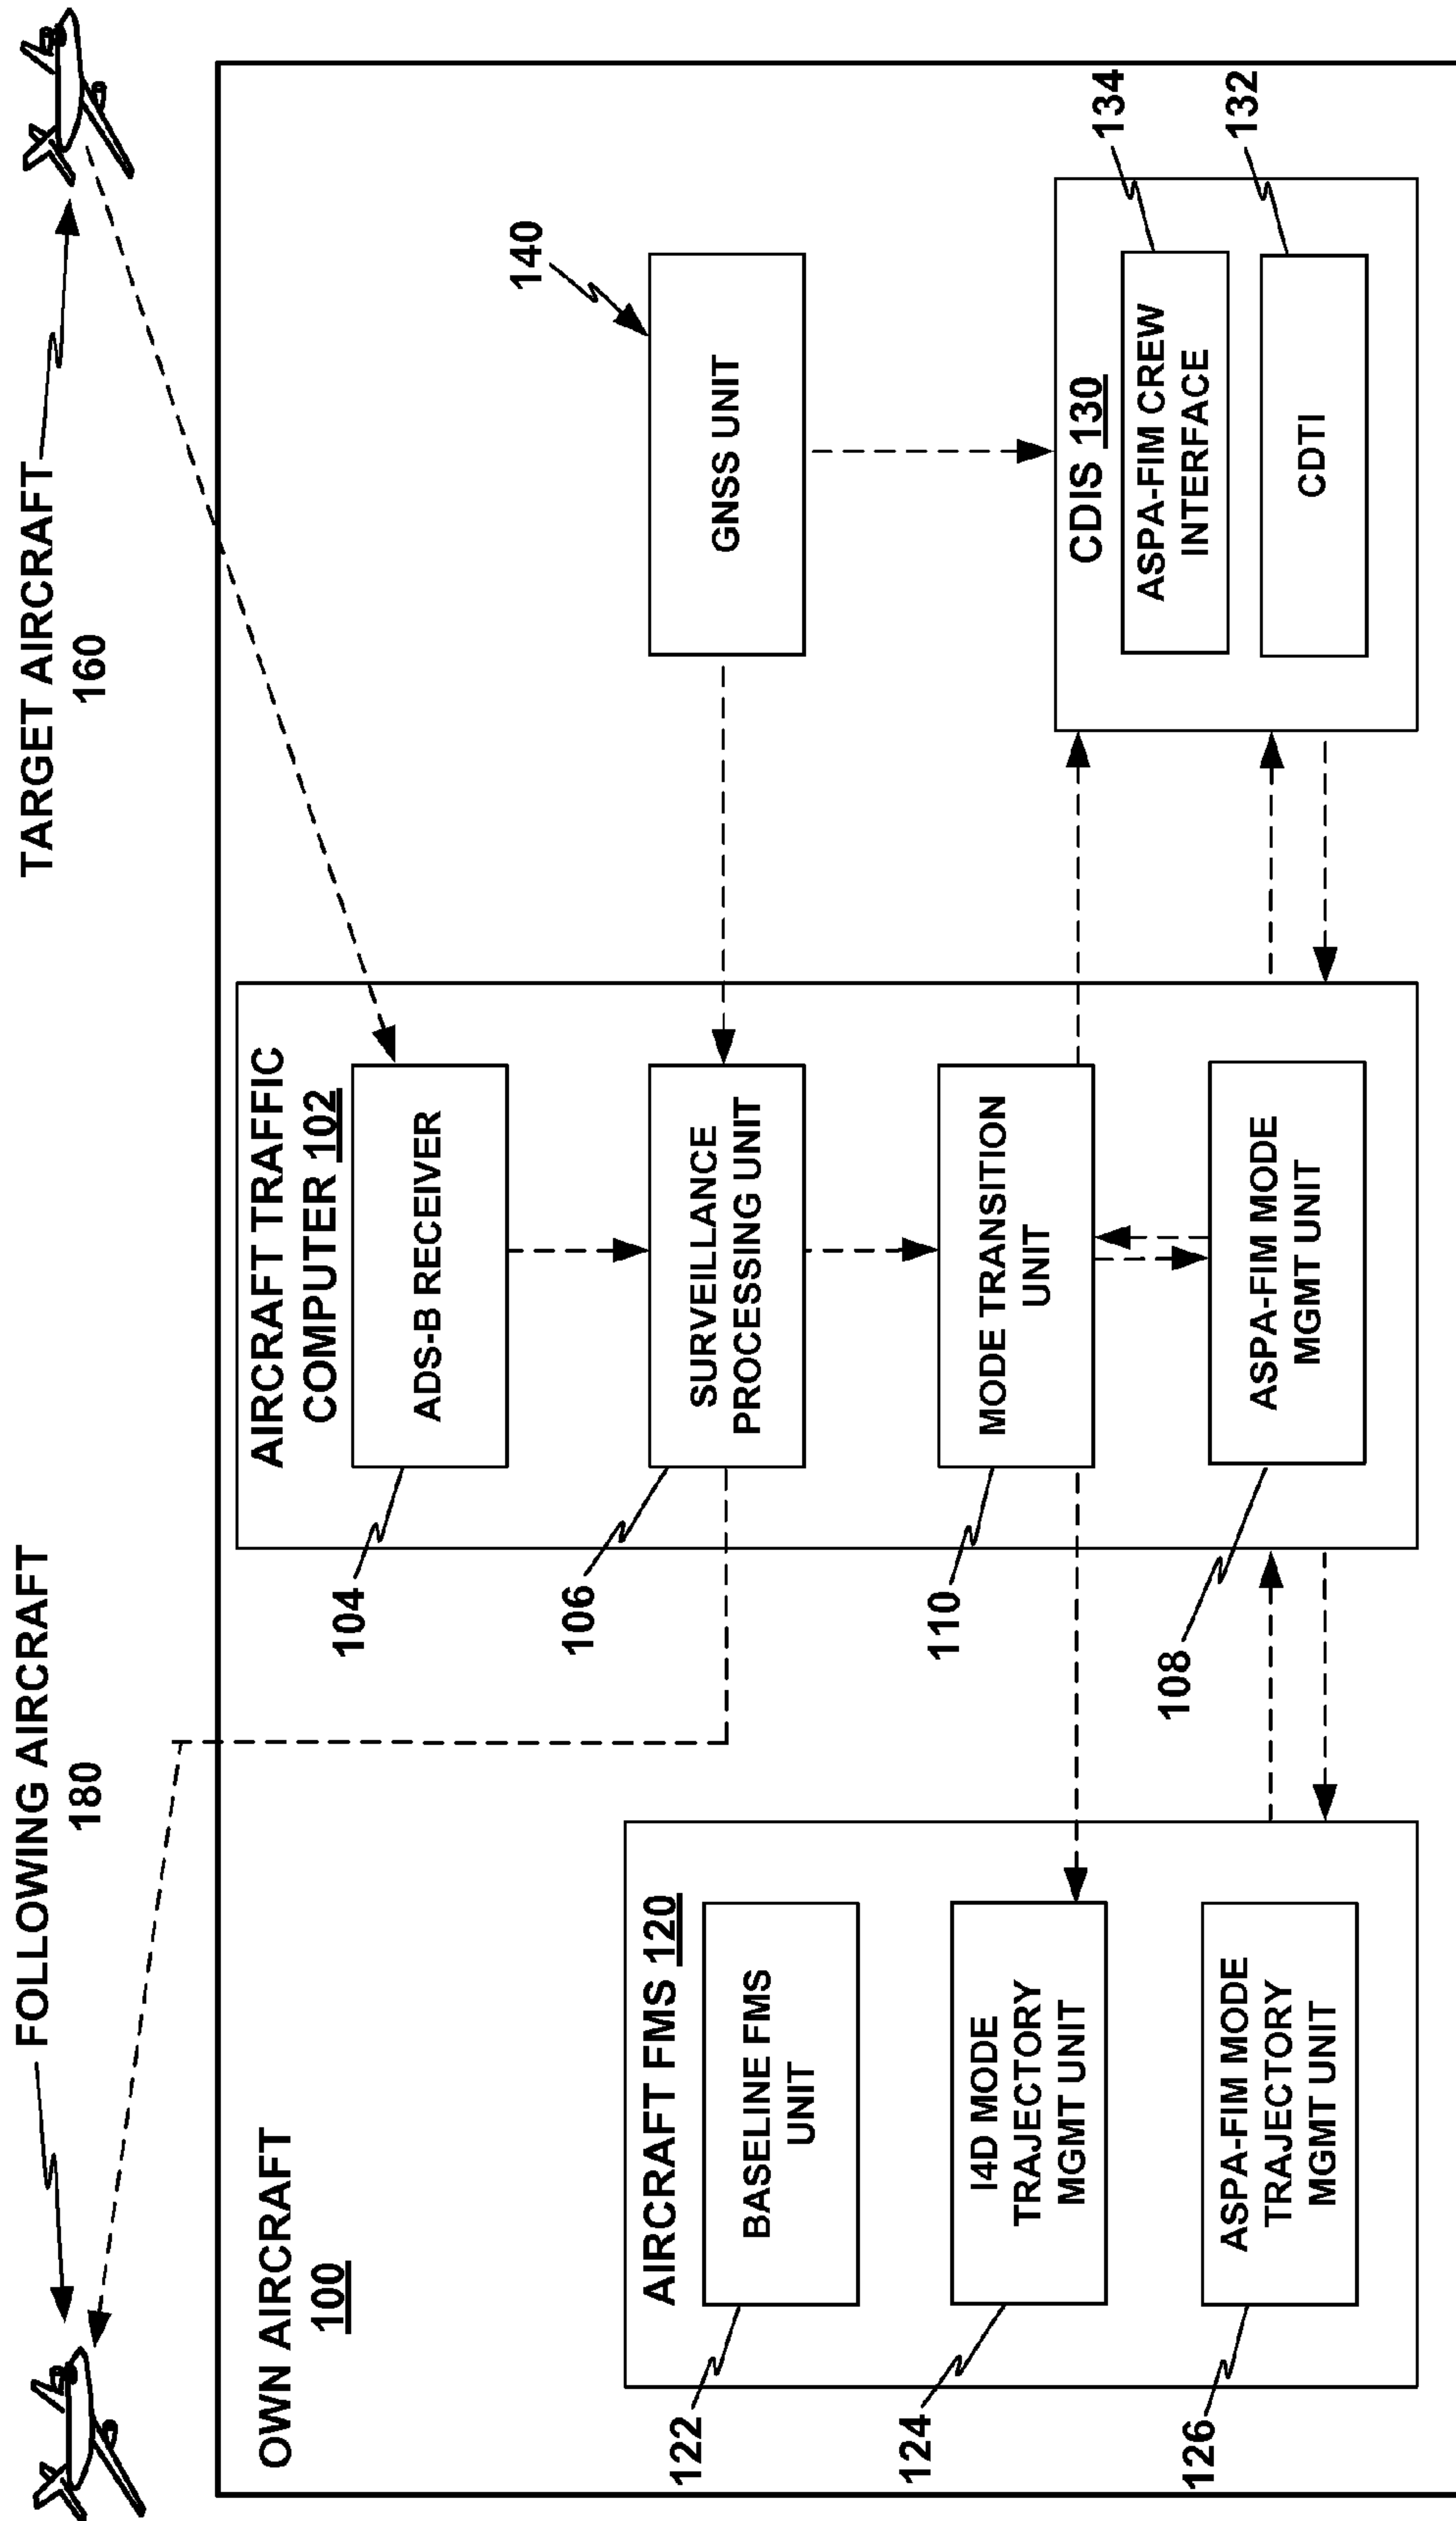 FOLLOWING AIRCRAFT
180
TARGET AIRCRAFT
160
OWN AIRCRAFT
100
AIRCRAFT FMS 120
BASELINE FMS
UNIT
122
I4D MODE
TRAJECTORY
MGMT UNIT
124
ASPA-FIM MODE
TRAJECTORY
MGMT UNIT
126
AIRCRAFT TRAFFIC
COMPUTER 102
ADS-B RECEIVER
104
SURVEILLANCE
PROCESSING UNIT
106
MODE TRANSITION
UNIT
110
ASPA-FIM MODE
MGMT UNIT
108
GNSS UNIT
140
CDIS 130
ASPA-FIM CREW
INTERFACE
134
CDTI
132